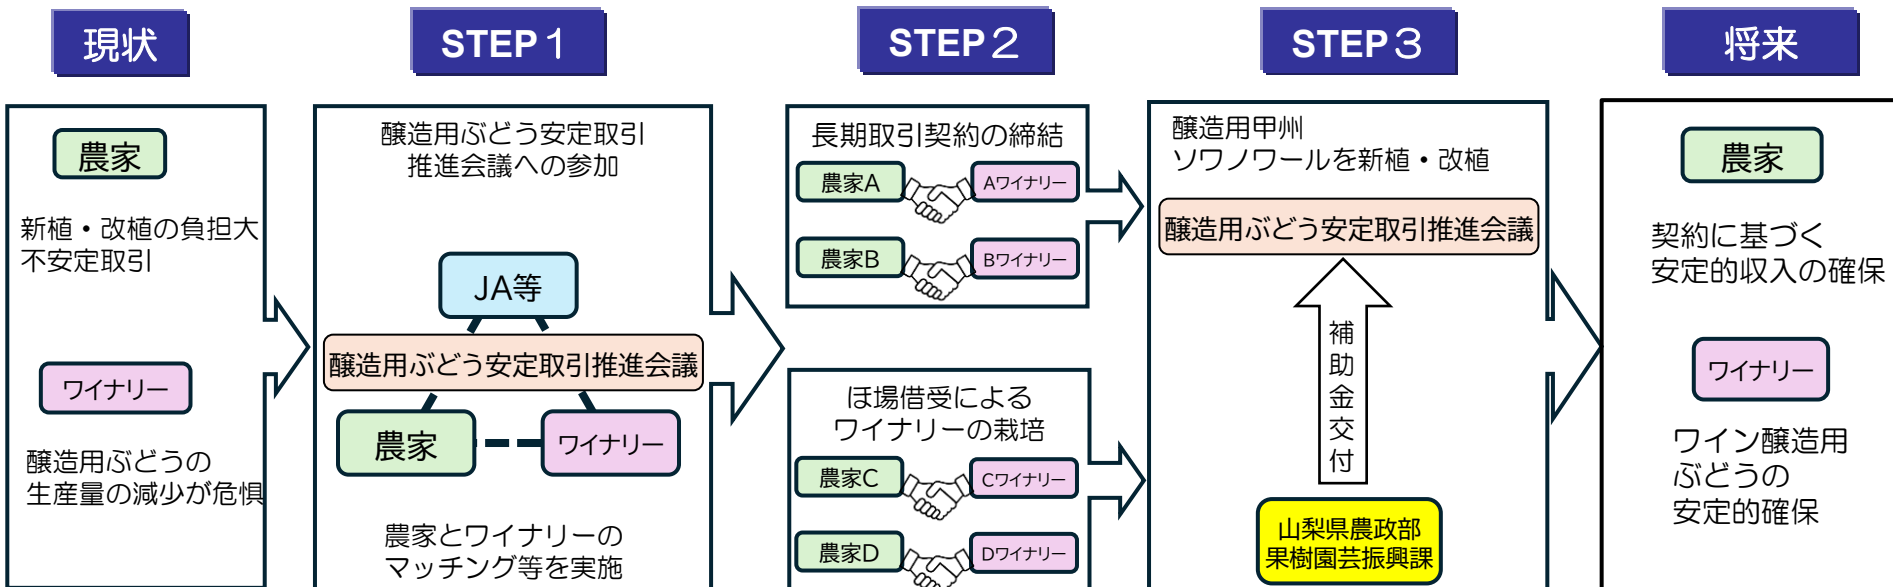 現状
農家
新植・改植の負担大
不安定取引
ワイナリー
醸造用ぶどうの
生産量の減少が危惧
STEP１
醸造用ぶどう安定取引
推進会議への参加
JA等
醸造用ぶどう安定取引推進会議
農家
ワイナリー
農家とワイナリーの
マッチング等を実施
STEP２
長期取引契約の締結
農家A
Aワイナリー
農家B
Bワイナリー
ほ場借受による
ワイナリーの栽培
農家C
Cワイナリー
農家D
Dワイナリー
STEP３
醸造用甲州
ソワノワールを新植・改植
醸造用ぶどう安定取引推進会議
補助金交付
山梨県農政部
果樹園芸振興課
将来
農家
契約に基づく
安定的収入の確保
ワイナリー
ワイン醸造用
ぶどうの
安定的確保